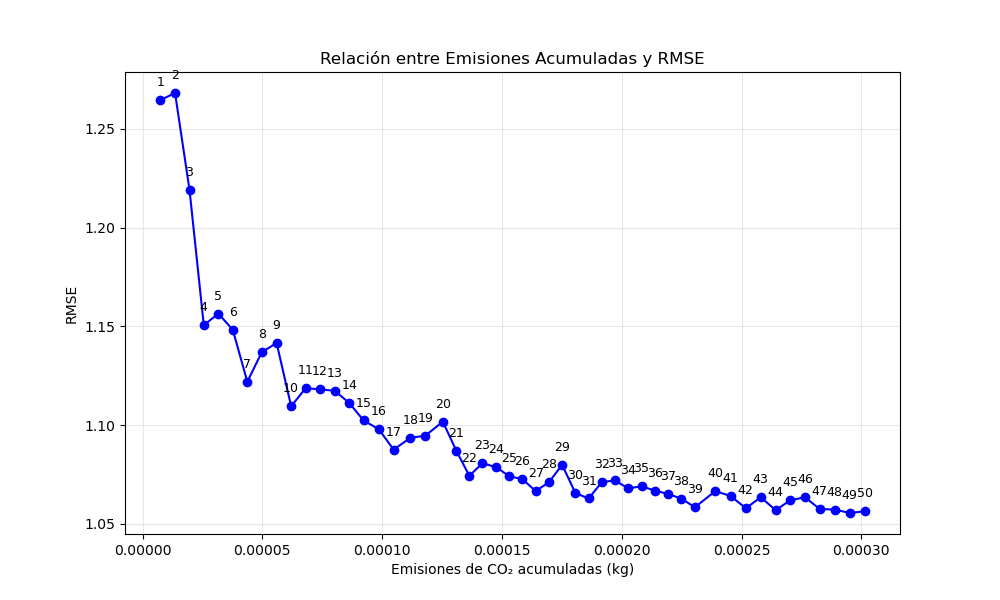 Relación entre Emisiones Acumuladas y RMSE
1 2 3 4 5 6 7 8 9 10 11 12 13 14 15 16 17 18 19 20 21 22 23 24 25 26 27 28 29 30 31 32 33 34 35 36 37 38 39 40 41 42 43 44 45 46 47 48 49 50
1.25
1.20
1.15
1.10
1.05
RMSE
0.00000 0.00005 0.00010 0.00015 0.00020 0.00025 0.00030
Emisiones de CO₂ acumuladas (kg)